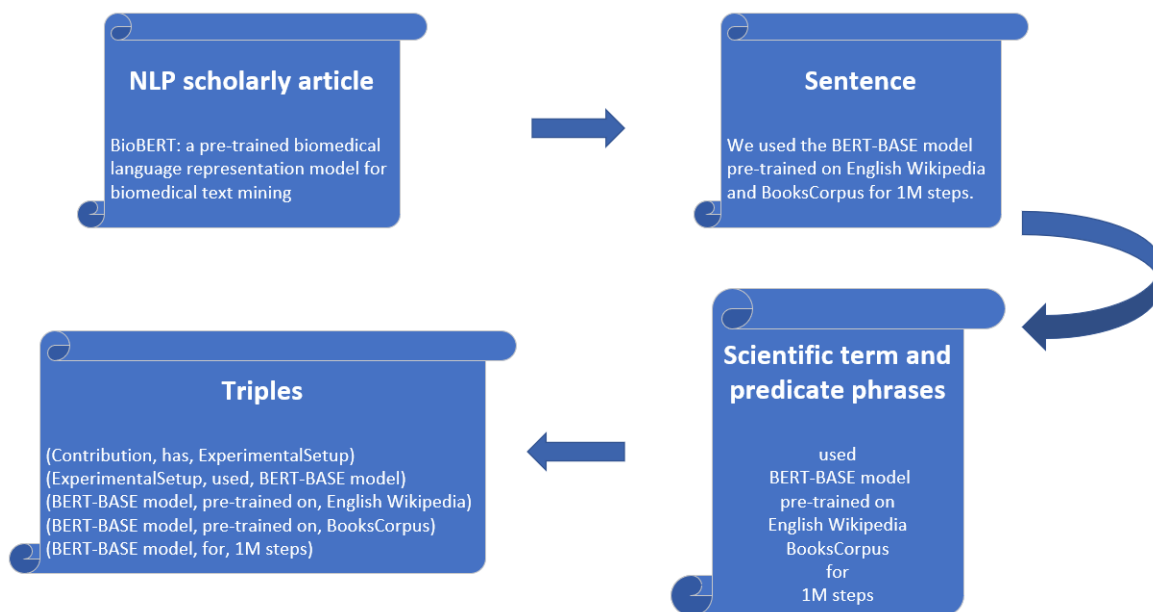 NLP scholarly article
BioBERT: a pre-trained biomedical
language representation model for
biomedical text mining
Sentence
We used the BERT-BASE model
pre-trained on English Wikipedia
and BooksCorpus for 1M steps.
Scientific term and
predicate phrases
used
BERT-BASE model
pre-trained on
English Wikipedia
BooksCorpus
for
1M steps
Triples
(Contribution, has, ExperimentalSetup)
(ExperimentalSetup, used, BERT-BASE model)
(BERT-BASE model, pre-trained on, English Wikipedia)
(BERT-BASE model, pre-trained on, BooksCorpus)
(BERT-BASE model, for, 1M steps)